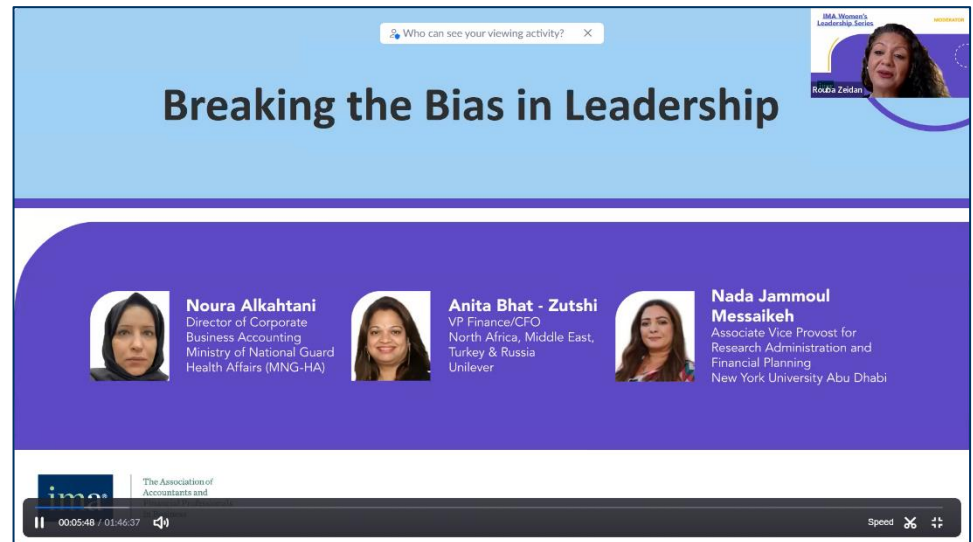 Who can see your viewing activity? ×
IMA Women's
Leadership Series
MODERATOR
Rouba Zeidan
Breaking the Bias in Leadership
Noura Alkahtani
Director of Corporate
Business Accounting
Ministry of National Guard
Health Affairs (MNG-HA)
Anita Bhat - Zutshi
VP Finance/CFO
North Africa, Middle East,
Turkey & Russia
Unilever
Nada Jammoul
Messaikeh
Associate Vice Provost for
Research Administration and
Financial Planning
New York University Abu Dhabi
ima®
The Association of
Accountants and
00:05:48 / 01:46:37
Speed